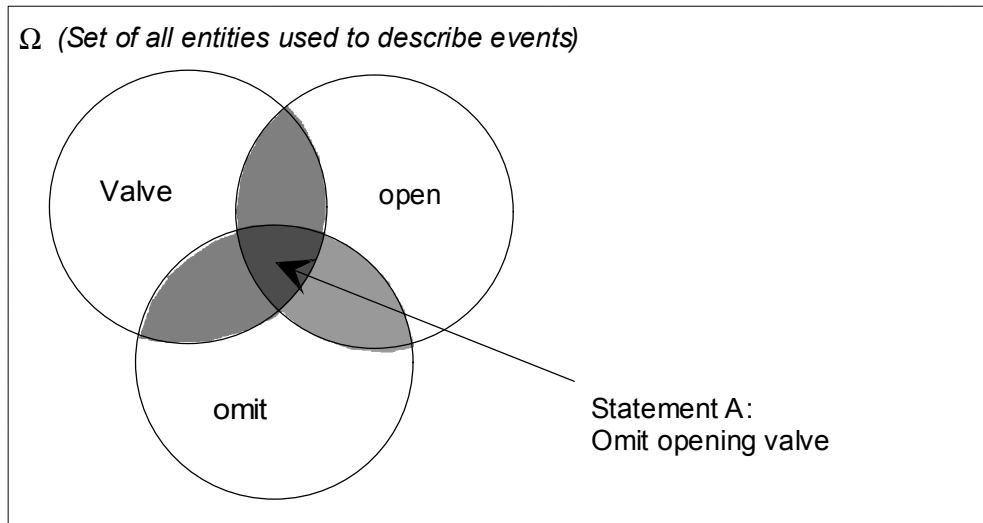 Ω (Set of all entities used to describe events)
Valve
open
omit
Statement A:
Omit opening valve